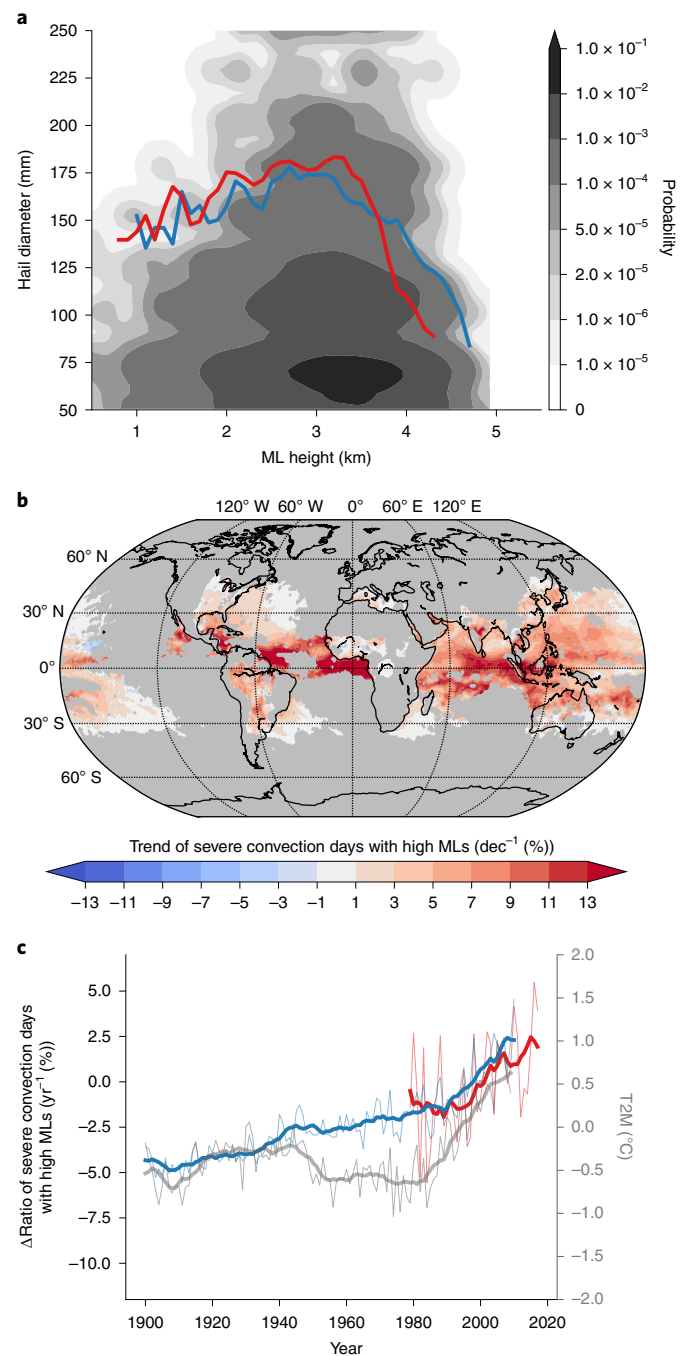 a
250
225
200
175
150
125
100
75
50
Hail diameter (mm)
1
2
3
4
5
ML height (km)
1.0 × 10⁻¹
1.0 × 10⁻²
1.0 × 10⁻³
1.0 × 10⁻⁴
5.0 × 10⁻⁵
2.0 × 10⁻⁵
1.0 × 10⁻⁶
1.0 × 10⁻⁵
0
Probability
b
120° W 60° W 0° 60° E 120° E
60° N
30° N
0°
30° S
60° S
Trend of severe convection days with high MLs (dec⁻¹ (%))
–13 –11 –9 –7 –5 –3 –1 1 3 5 7 9 11 13
c
5.0
2.5
0.0
–2.5
–5.0
–7.5
–10.0
ΔRatio of severe convection days
with high MLs (yr⁻¹ (%))
2.0
1.5
1.0
0.5
0.0
–0.5
–1.0
–1.5
–2.0
T2M (°C)
1900 1920 1940 1960 1980 2000 2020
Year